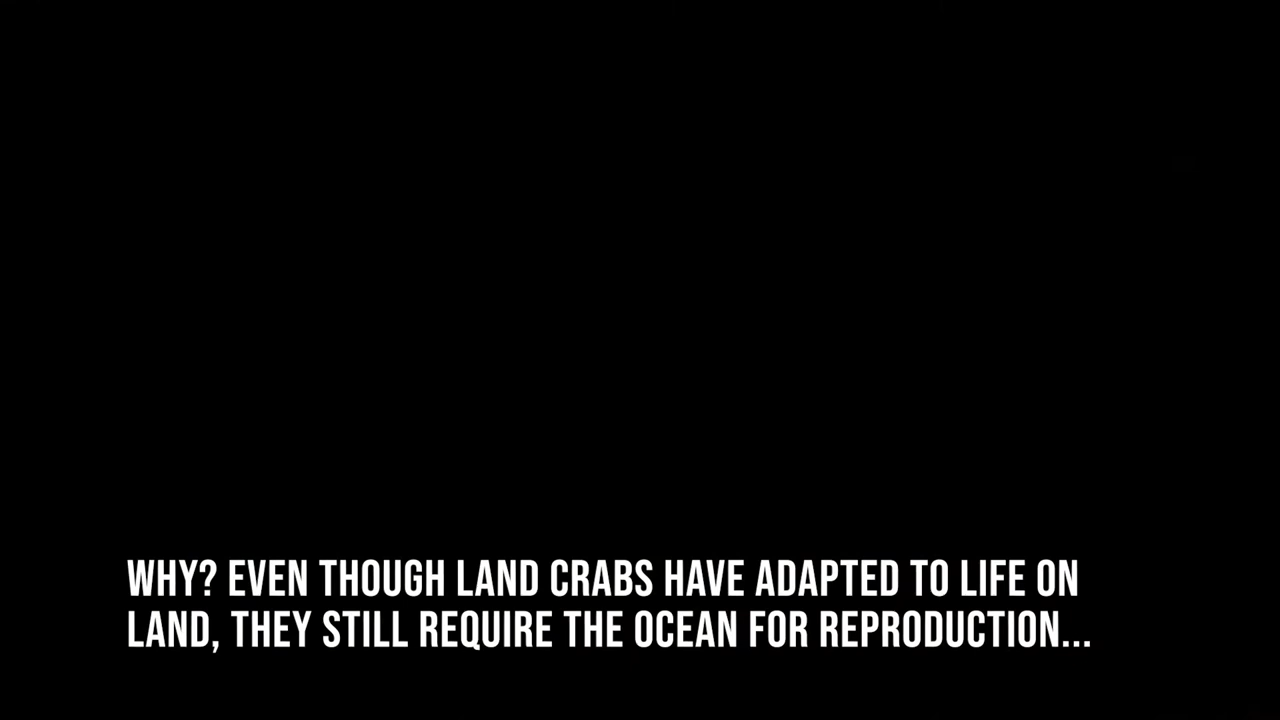 WHY? EVEN THOUGH LAND CRABS HAVE ADAPTED TO LIFE ON
LAND, THEY STILL REQUIRE THE OCEAN FOR REPRODUCTION...